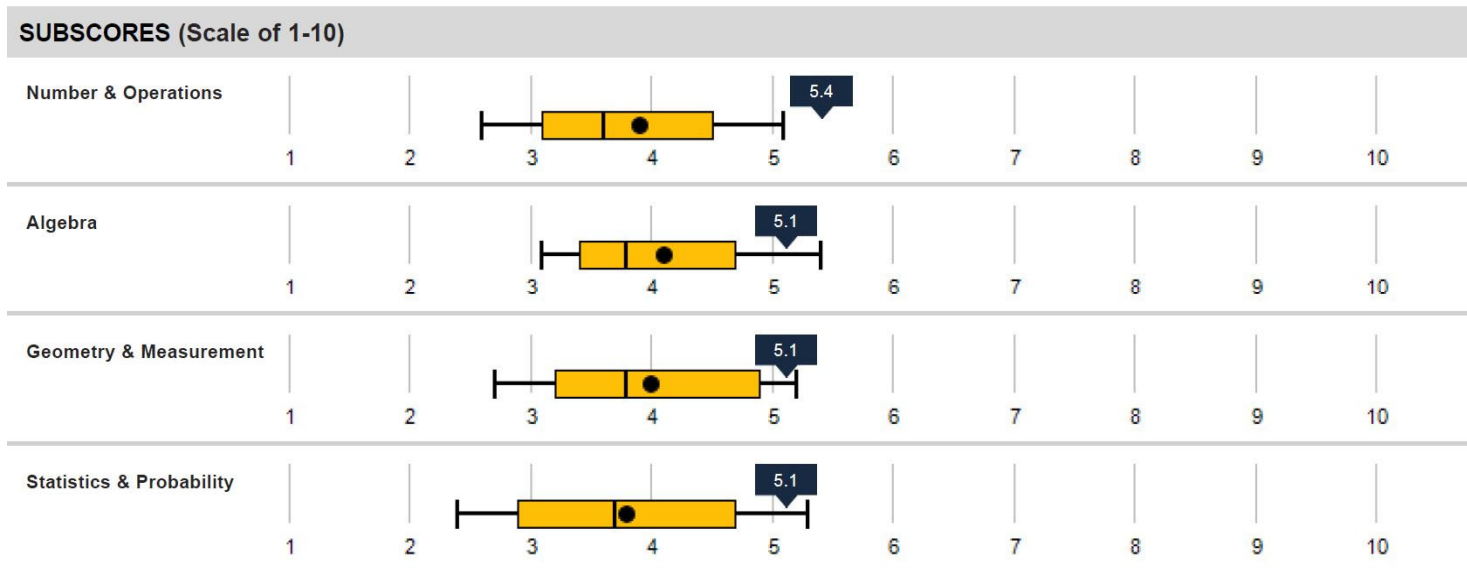 SUBSCORES (Scale of 1-10)
Number & Operations
5.4
1 2 3 4 5 6 7 8 9 10
Algebra
5.1
1 2 3 4 5 6 7 8 9 10
Geometry & Measurement
5.1
1 2 3 4 5 6 7 8 9 10
Statistics & Probability
5.1
1 2 3 4 5 6 7 8 9 10